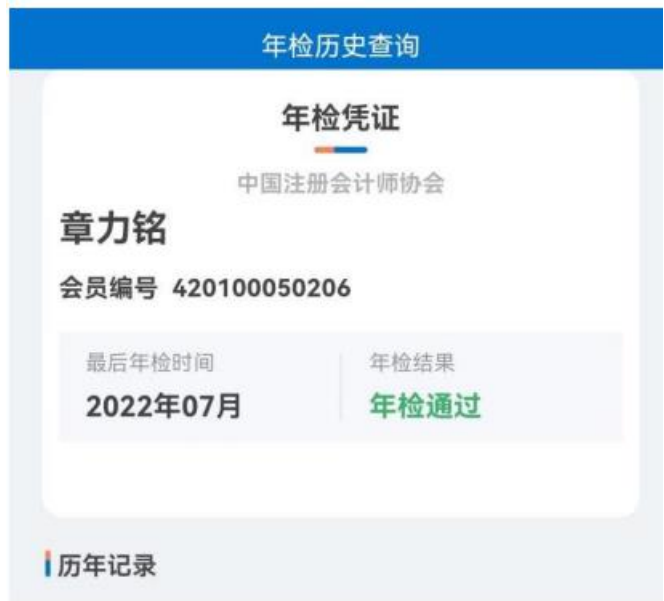 年检历史查询
年检凭证
中国注册会计师协会
章力铭
会员编号 420100050206
最后年检时间 年检结果
2022年07月 年检通过
历年记录